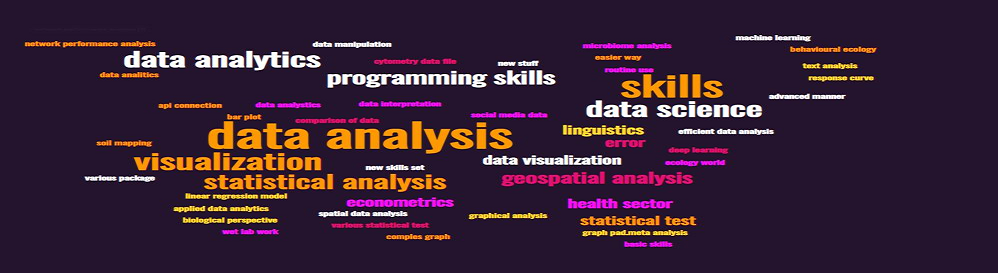 machine learning
network performance analysis
data manipulation
microbiome analysis
behavioural ecology
data analytics
cytometry data file
new stuff
easier way
text analysis
data analitics
programming skills
routine use
response curve
skills
advanced manner
api connection
data anaylstics
data interpretation
data science
bar plot
comparison of data
social media data
data analysis
linguistics
efficient data analysis
soil mapping
error
deep learning
visualization
new skills set
data visualization
ecology world
various package
statistical analysis
geospatial analysis
linear regression model
econometrics
health sector
applied data analytics
spatial data analysis
graphical analysis
biological perspective
various statistical test
statistical test
wet lab work
comples graph
graph pad.meta analysis
basic skills